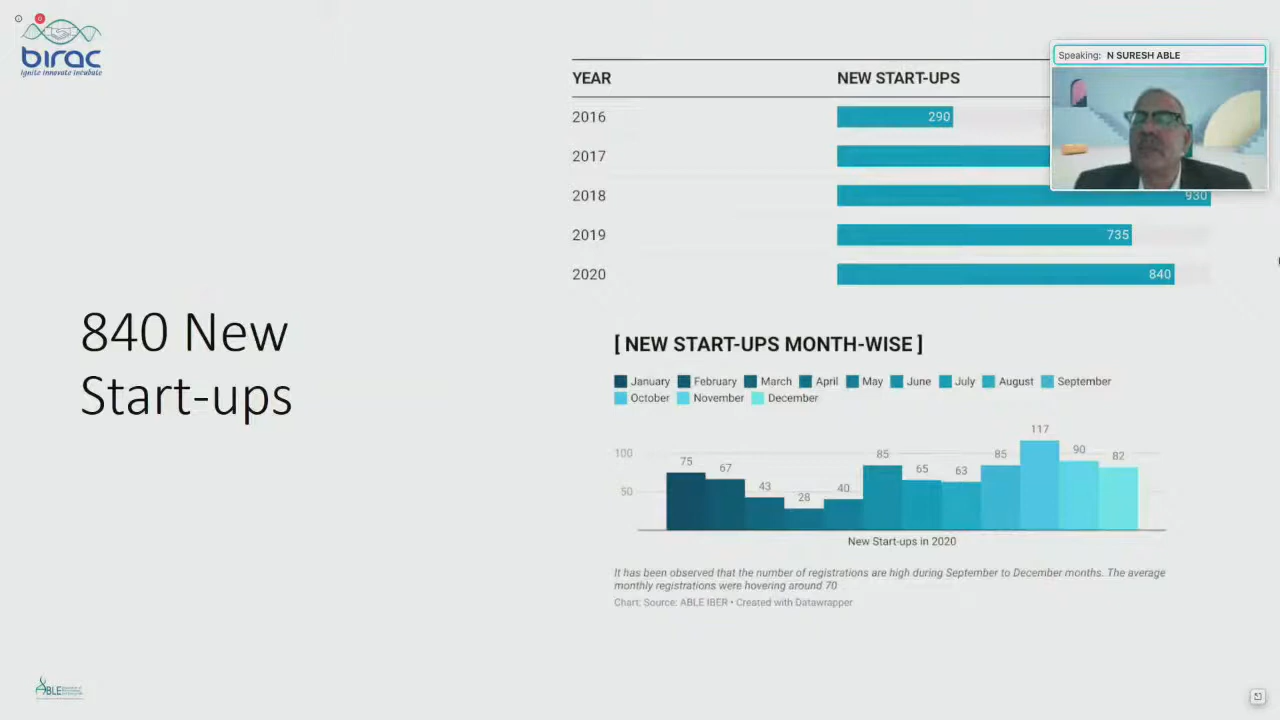 birac
ignite innovate incubate
Speaking: N SURESH ABLE
YEAR NEW START-UPS
2016 290
2017
2018 930
2019 735
2020 840
840 New
Start-ups
[ NEW START-UPS MONTH-WISE ]
January February March April May June July August September
October November December
117
100
50
75 67 43 28 40 85 65 63 85 90 82
New Start-ups in 2020
It has been observed that the number of registrations are high during September to December months. The average
monthly registrations were hovering around 70
Chart: Source: ABLE IBER • Created with Datawrapper
ABLE